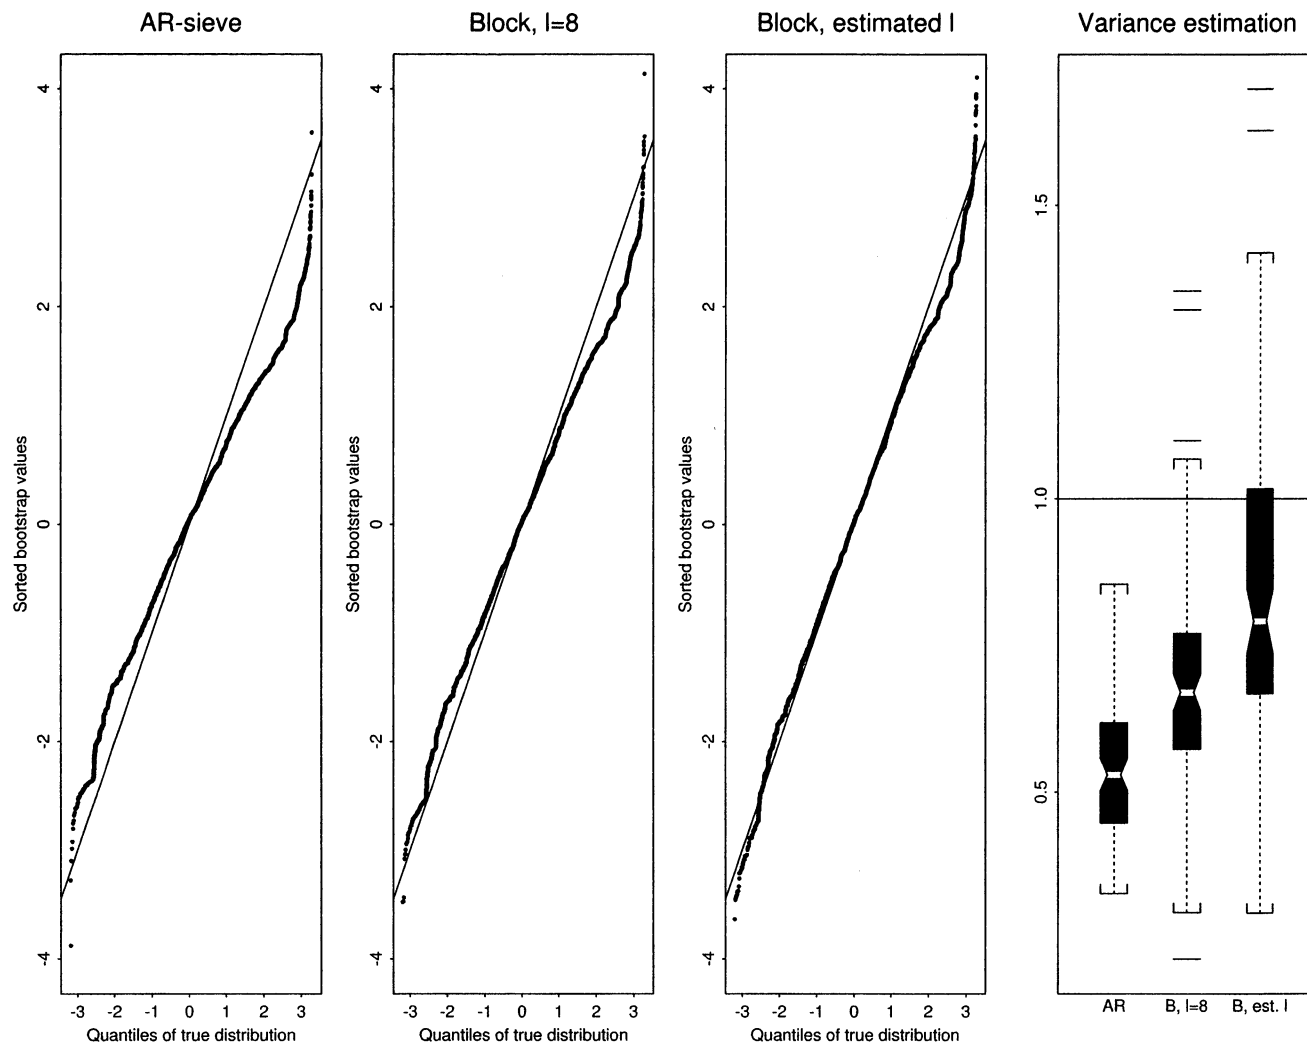 AR-sieve
Block, l=8
Block, estimated l
Variance estimation
Sorted bootstrap values
4
2
0
-2
-4
-3 -2 -1 0 1 2 3
Quantiles of true distribution
Sorted bootstrap values
4
2
0
-2
-4
-3 -2 -1 0 1 2 3
Quantiles of true distribution
Sorted bootstrap values
4
2
0
-2
-4
-3 -2 -1 0 1 2 3
Quantiles of true distribution
1.5
1.0
0.5
AR B, l=8 B, est. l